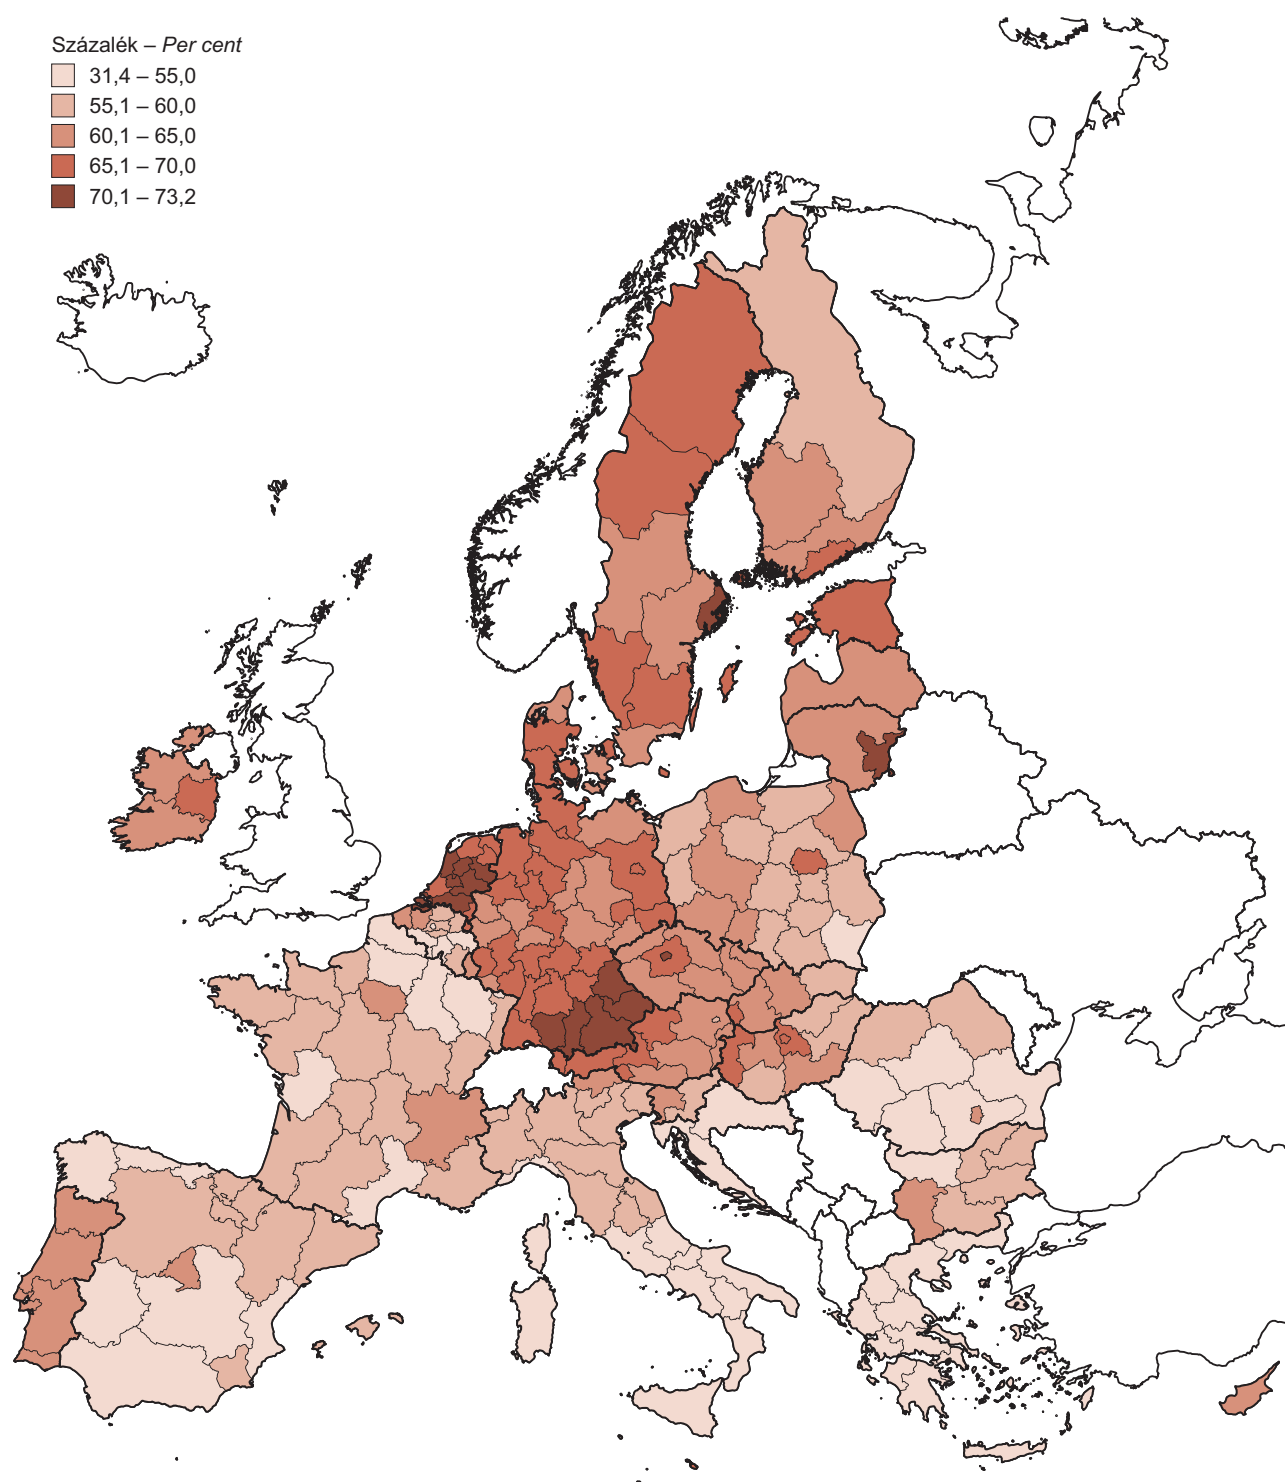 Százalék – Per cent
31,4 – 55,0
55,1 – 60,0
60,1 – 65,0
65,1 – 70,0
70,1 – 73,2